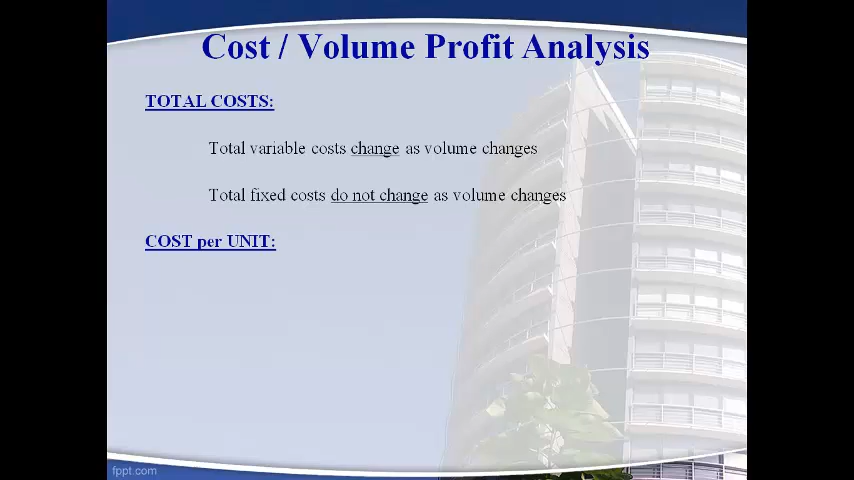 Cost / Volume Profit Analysis
TOTAL COSTS:
Total variable costs change as volume changes
Total fixed costs do not change as volume changes
COST per UNIT:
fppt.com